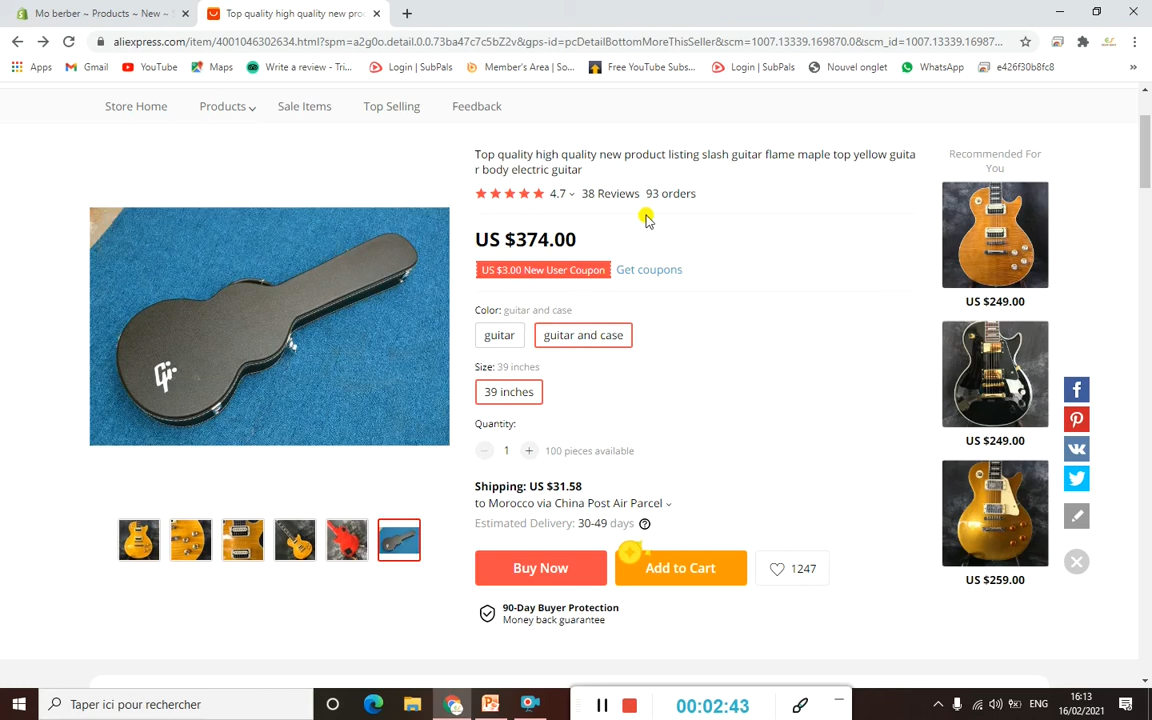 Mo berber ~ Products ~ New ~
Top quality high quality new pro
aliexpress.com/item/4001046302634.html?spm=a2g0o.detail.0.0.73ba47c7c5bZ2v&gps-id=pcDetailBottomMoreThisSeller&scm=1007.13339.169870.0&scm_id=1007.13339.16987...
Apps
Gmail
YouTube
Maps
Write a review - Tri...
Login | SubPals
Member's Area | So...
Free YouTube Subs...
Login | SubPals
Nouvel onglet
WhatsApp
e426f30b8fc8
»
Store Home
Products
Sale Items
Top Selling
Feedback
Top quality high quality new product listing slash guitar flame maple top yellow guita
r body electric guitar
4.7
38 Reviews
93 orders
US $374.00
US $3.00 New User Coupon
Get coupons
Color: guitar and case
guitar
guitar and case
Size: 39 inches
39 inches
Quantity:
1
100 pieces available
Shipping: US $31.58
to Morocco via China Post Air Parcel
Estimated Delivery: 30-49 days
Buy Now
Add to Cart
1247
90-Day Buyer Protection
Money back guarantee
Recommended For
You
US $249.00
US $249.00
US $259.00
Taper ici pour rechercher
00:02:43
ENG
16:13
16/02/2021